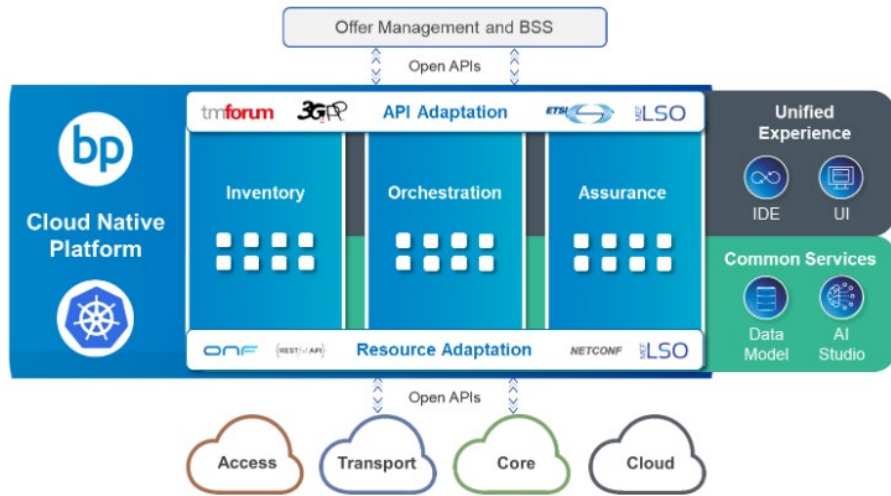 Offer Management and BSS
Open APIs
tmforum
3GPP
API Adaptation
ETSI
MEF LSO
bp
Cloud Native
Platform
Inventory
Orchestration
Assurance
Unified
Experience
IDE
UI
Common Services
Data
Model
AI
Studio
ONF
{REST/API}
Resource Adaptation
NETCONF
MEF LSO
Open APIs
Access
Transport
Core
Cloud